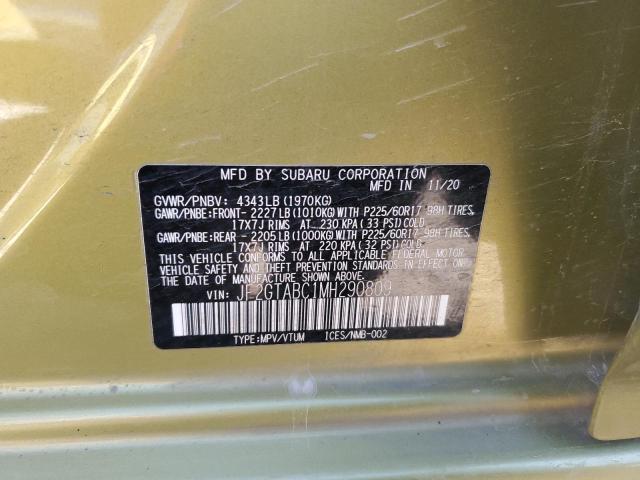 MFD BY SUBARU CORPORATION
MFD IN 11/20
GVWR/PNBV: 4343LB (1970KG)
GAWR/PNBE:FRONT- 2227LB (1010KG) WITH P225/60R17 98H TIRES,
17X7J RIMS AT 230 KPA (33 PSI) COLD
GAWR/PNBE:REAR - 2205LB (1000KG) WITH P225/60R17 98H TIRES,
17X7J RIMS AT 220 KPA (32 PSI) COLD
THIS VEHICLE CONFORMS TO ALL APPLICABLE FEDERAL MOTOR
VEHICLE SAFETY AND BUMPER STANDARDS IN EFFECT ON
THE DATE OF MANUFACTURE SHOWN ABOVE.
VIN: JF2GTABC1MH290809
TYPE:MPV/VTUM ICES/NMB-002